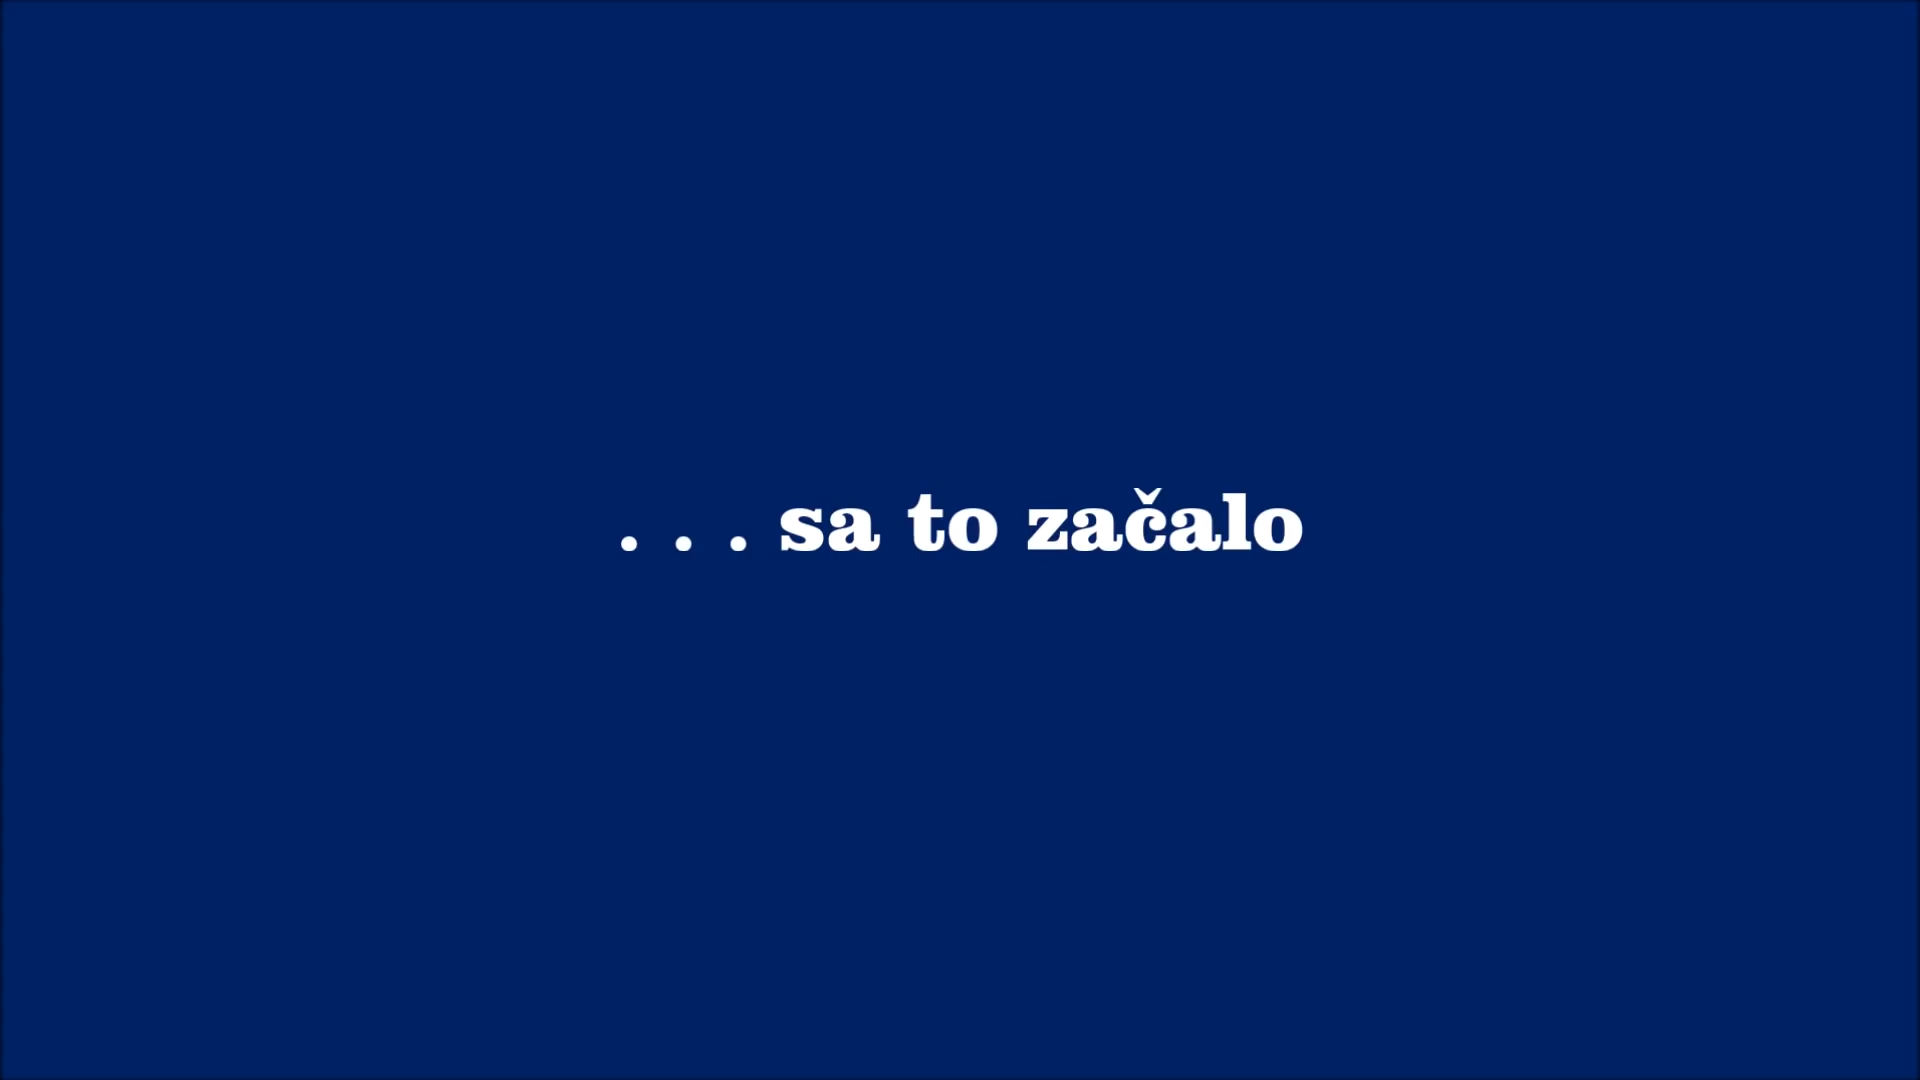 . . . sa to začalo